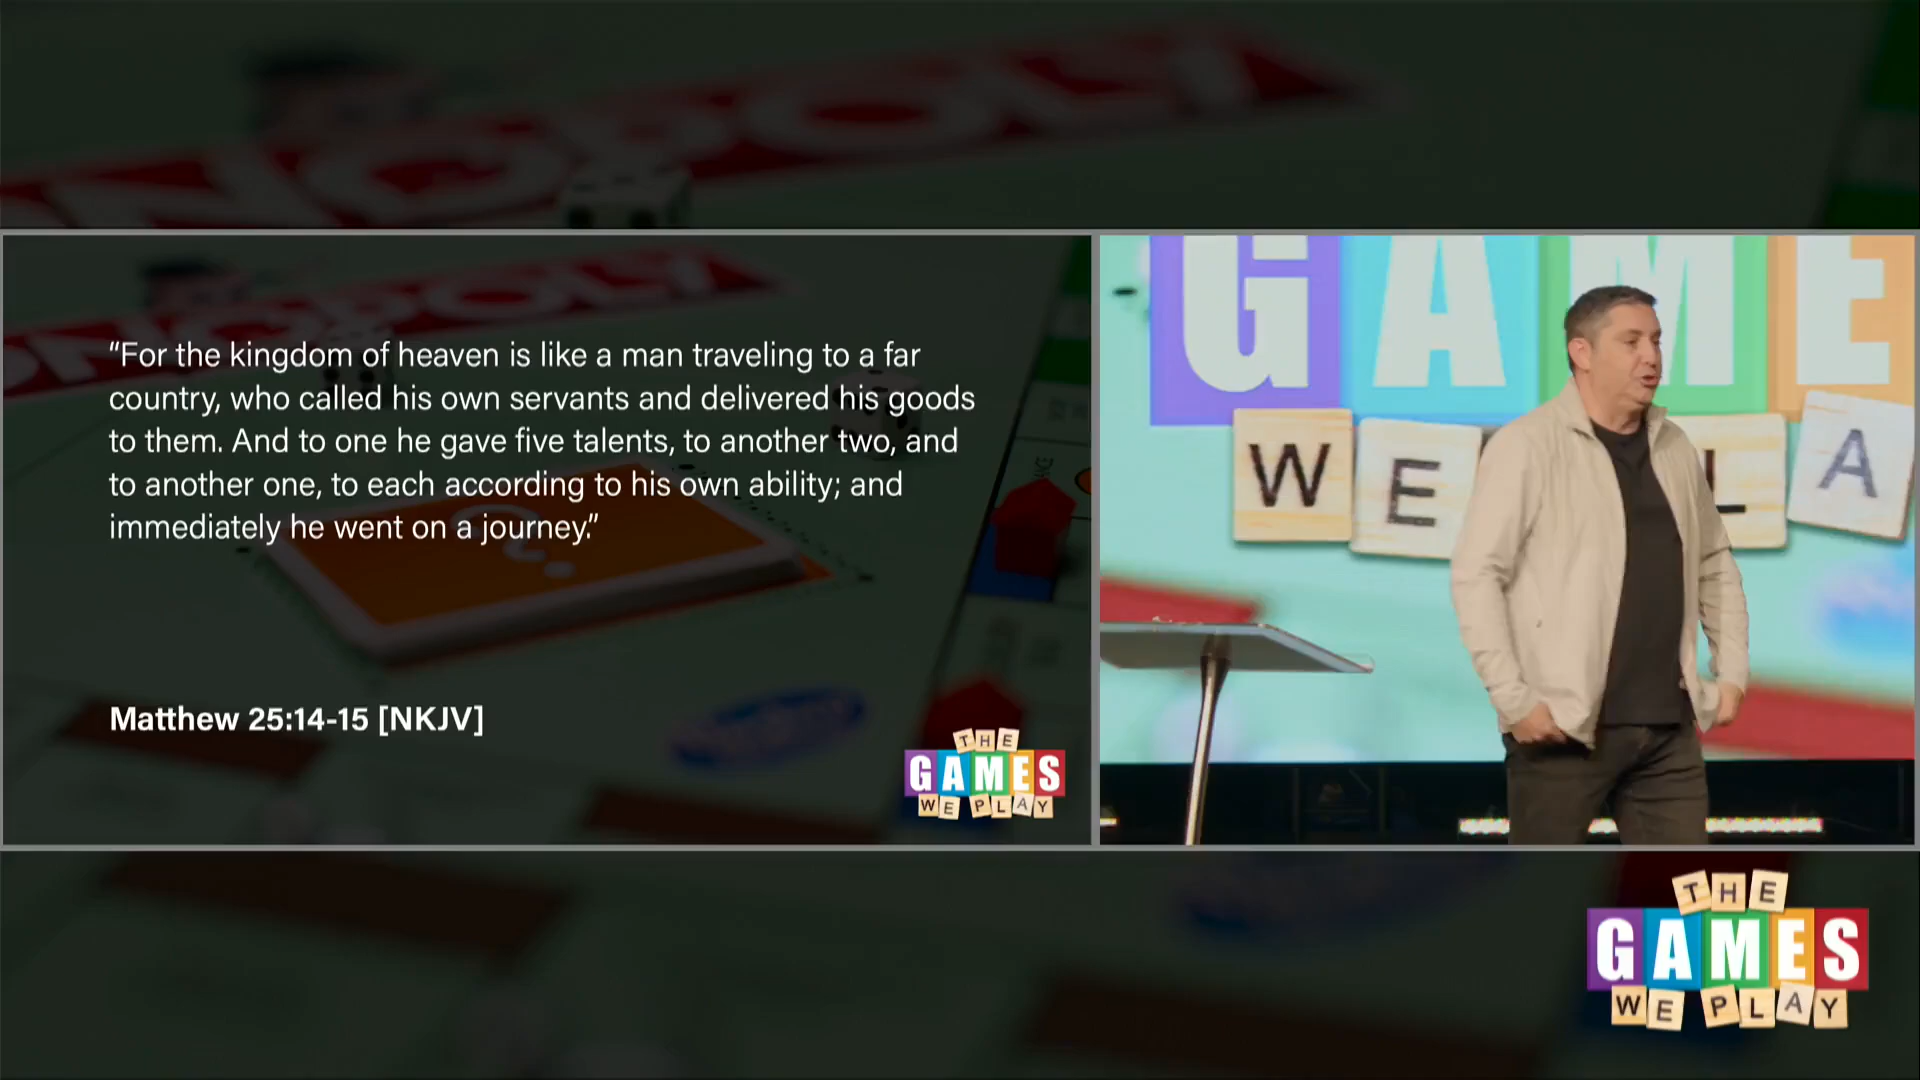 NOPOLY
ONOPOLY
“For the kingdom of heaven is like a man traveling to a far
country, who called his own servants and delivered his goods
to them. And to one he gave five talents, to another two, and
to another one, to each according to his own ability; and
immediately he went on a journey.”
Matthew 25:14-15 [NKJV]
THE
GAMES
WE PLAY
GAME
WE LA
THE
GAMES
WE PLAY